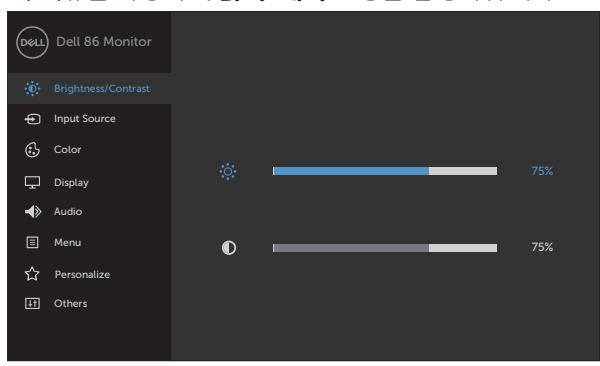 DELL
Dell 86 Monitor
Brightness/Contrast
Input Source
Color
Display
Audio
Menu
Personalize
Others
75%
75%